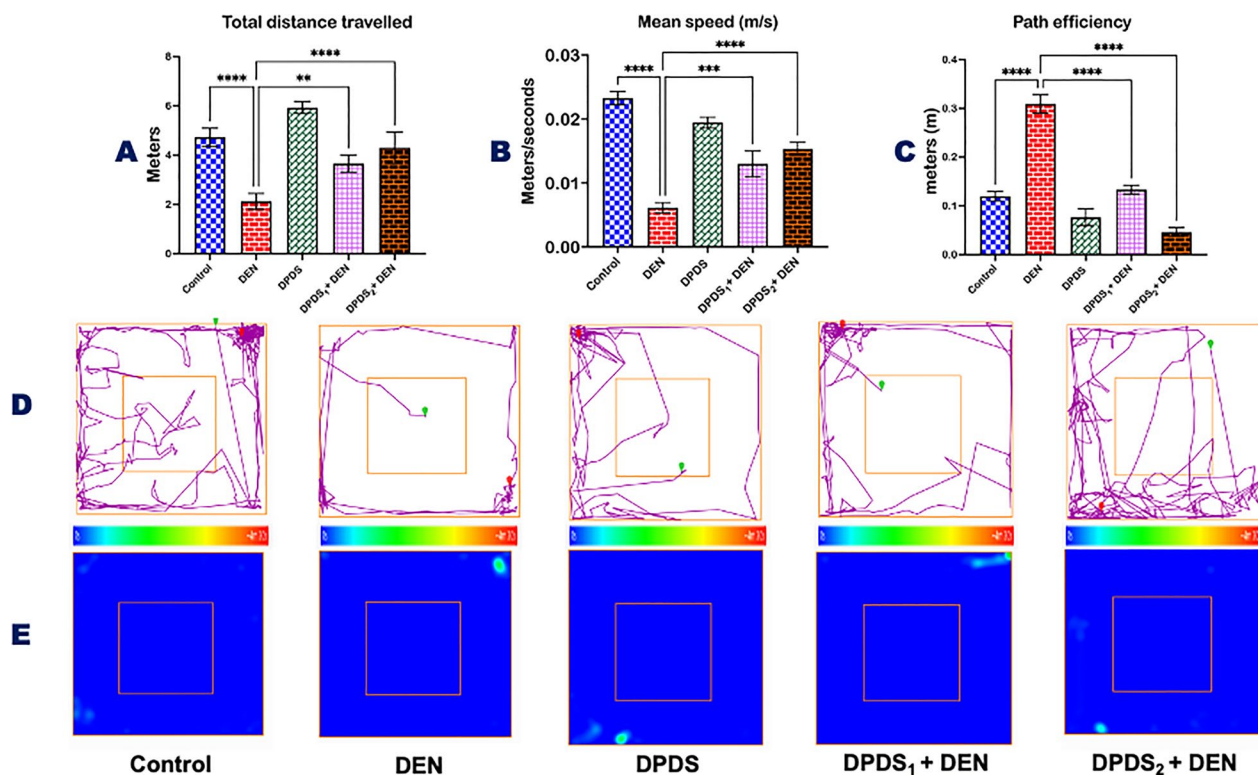 Total distance travelled
A
Meters
8
6
4
2
0
****
****
**
Control
DEN
DPDS
DPDS₁+ DEN
DPDS₂+ DEN
Mean speed (m/s)
B
Meters/seconds
0.03
0.02
0.01
0.00
****
****
***
Control
DEN
DPDS
DPDS₁+ DEN
DPDS₂+ DEN
Path efficiency
C
meters (m)
0.4
0.3
0.2
0.1
0.0
****
****
****
Control
DEN
DPDS
DPDS₁+ DEN
DPDS₂+ DEN
D
E
Control
DEN
DPDS
DPDS₁ + DEN
DPDS₂ + DEN